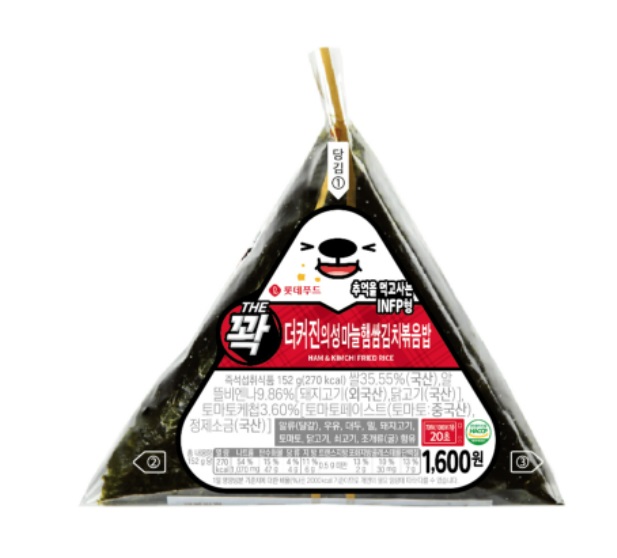 당김
①
롯데푸드
추억을 먹고사는
INFP형
THE
꽉
더커진의성마늘햄쌈김치볶음밥
HAM & KIMCHI FRIED RICE
즉석섭취식품 152 g(270 kcal) 쌀35.55%(국산),알
뜰비엔나9.86%[돼지고기(외국산),닭고기(국산)],
토마토케첩3.60%[토마토페이스트(토마토:중국산),
정제소금(국산)]
알류(달걀), 우유, 대두, 밀, 돼지고기,
토마토, 닭고기, 쇠고기, 조개류(굴) 함유
20초
HACCP
152 g당
270
1,600원
②
③